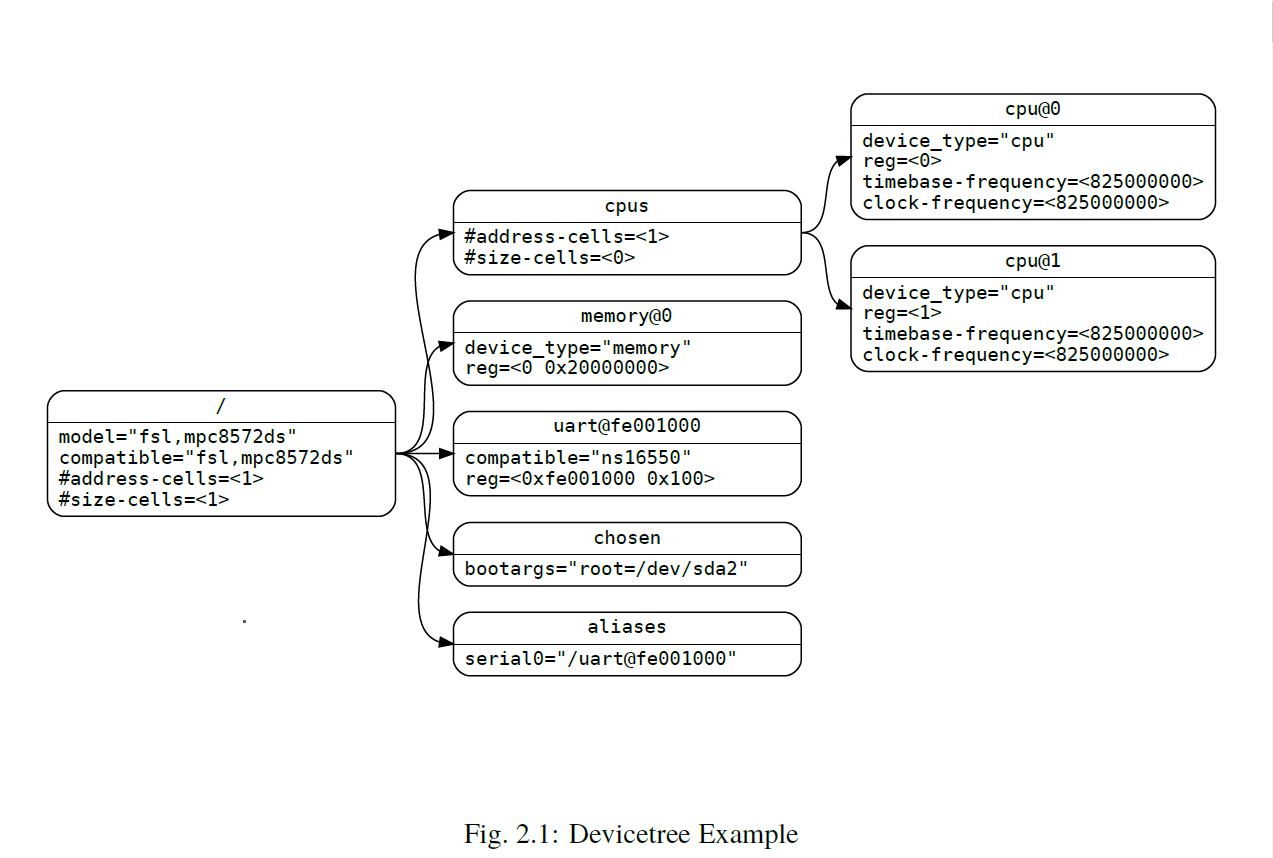 /
model="fsl,mpc8572ds"
compatible="fsl,mpc8572ds"
#address-cells=<1>
#size-cells=<1>
cpus
#address-cells=<1>
#size-cells=<0>
cpu@0
device_type="cpu"
reg=<0>
timebase-frequency=<825000000>
clock-frequency=<825000000>
cpu@1
device_type="cpu"
reg=<1>
timebase-frequency=<825000000>
clock-frequency=<825000000>
memory@0
device_type="memory"
reg=<0 0x20000000>
uart@fe001000
compatible="ns16550"
reg=<0xfe001000 0x100>
chosen
bootargs="root=/dev/sda2"
aliases
serial0="/uart@fe001000"
Fig. 2.1: Devicetree Example